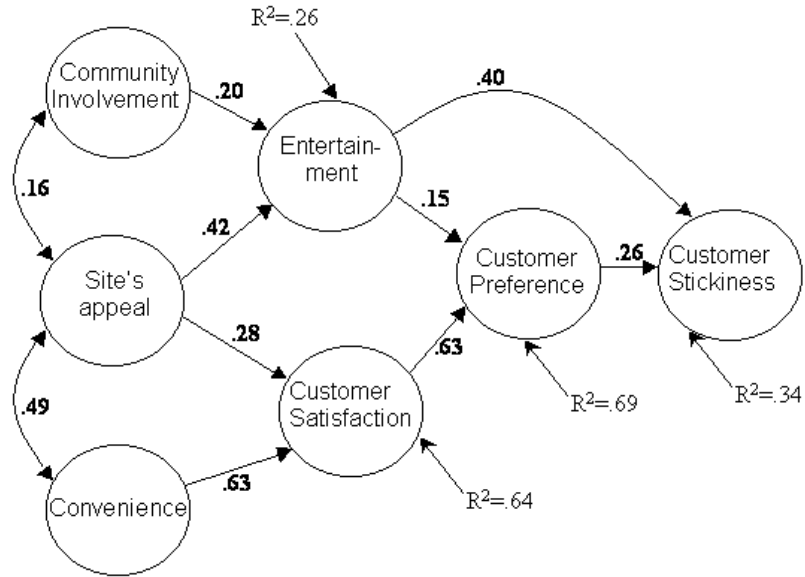 R²=.26
Community
Involvement
.20
.40
Entertain-
ment
.16
.15
.42
Customer
Preference
.26
Customer
Stickiness
Site's
appeal
.28
.63
Customer
Satisfaction
.49
R²=.69
R²=.34
.63
R²=.64
Convenience